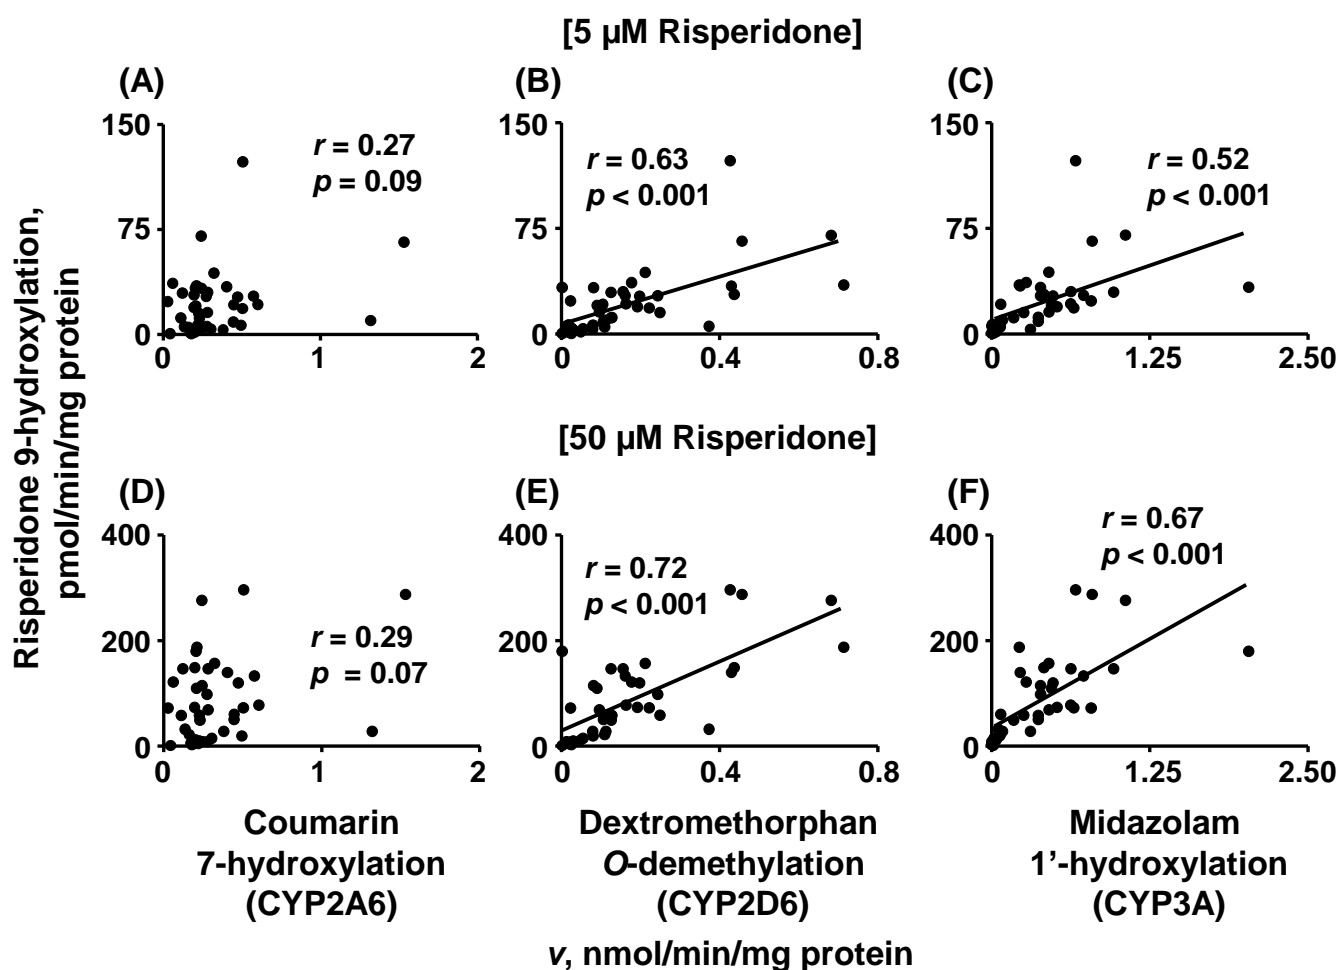 [5 µM Risperidone]
(A)
(B)
(C)
150
75
0
0
1
2
r = 0.27
p = 0.09
150
75
0
0
0.4
0.8
r = 0.63
p < 0.001
150
75
0
0
1.25
2.50
r = 0.52
p < 0.001
Risperidone 9-hydroxylation,
pmol/min/mg protein
[50 µM Risperidone]
(D)
(E)
(F)
400
200
0
0
1
2
r = 0.29
p = 0.07
400
200
0
0
0.4
0.8
r = 0.72
p < 0.001
400
200
0
0
1.25
2.50
r = 0.67
p < 0.001
Coumarin
7-hydroxylation
(CYP2A6)
Dextromethorphan
O-demethylation
(CYP2D6)
Midazolam
1’-hydroxylation
(CYP3A)
v, nmol/min/mg protein